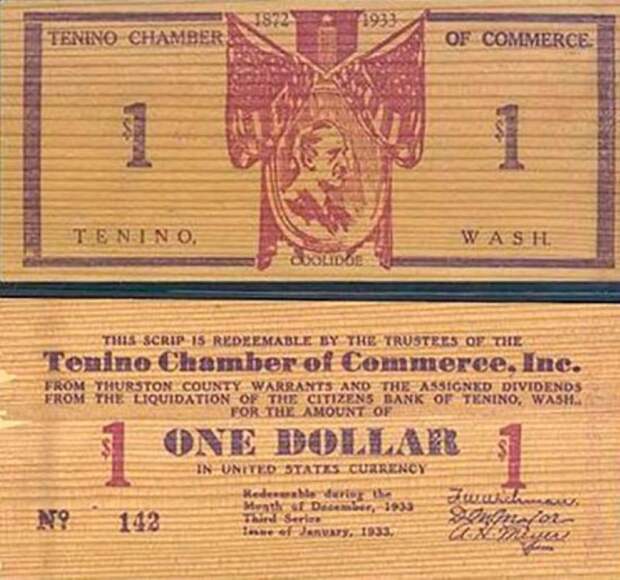 1872 1933
TENINO CHAMBER OF COMMERCE.
$1 $1
TENINO, WASH.
COOLIDGE
THIS SCRIP IS REDEEMABLE BY THE TRUSTEES OF THE
Tenino Chamber of Commerce, Inc.
FROM THURSTON COUNTY WARRANTS AND THE ASSIGNED DIVIDENDS
FROM THE LIQUIDATION OF THE CITIZENS BANK OF TENINO, WASH.,
FOR THE AMOUNT OF
$1 ONE DOLLAR $1
IN UNITED STATES CURRENCY
Redeemable during the
Month of December, 1933
Third Series
Issue of January, 1933.
Nº 142
D. M. Major
A. H. Meyer